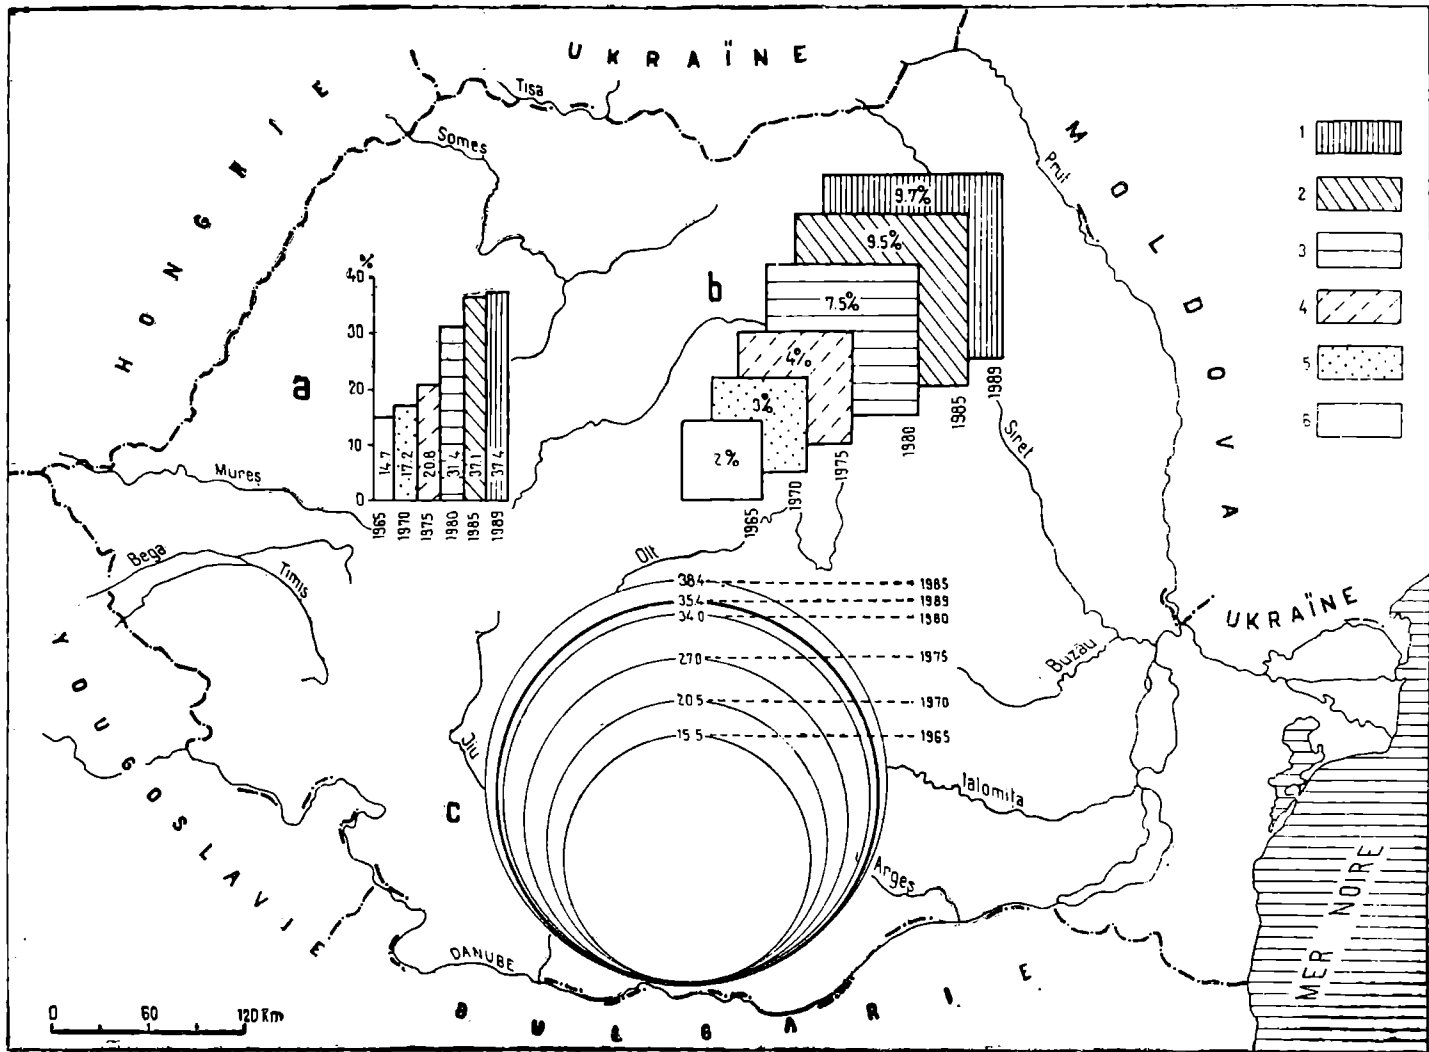 UKRAÏNE
HONGRIE
MOLDOVA
YOUGOSLAVIE
BULGARIE
UKRAÏNE
MER NOIRE
Tisa
Somes
Prut
Mures
Bega
Timis
Olt
Siret
Buzău
Jiu
Ialomița
Arges
DANUBE
a
%
40
30
20
10
0
14.7
17.2
20.8
31.4
37.1
37.4
1965
1970
1975
1980
1985
1989
b
9.7%
9.5%
7.5%
4%
3%
2%
1965
1970
1975
1980
1985
1989
c
38.4 1985
35.4 1989
34.0 1980
27.0 1975
20.5 1970
15.5 1965
1
2
3
4
5
6
0 60 120 Km